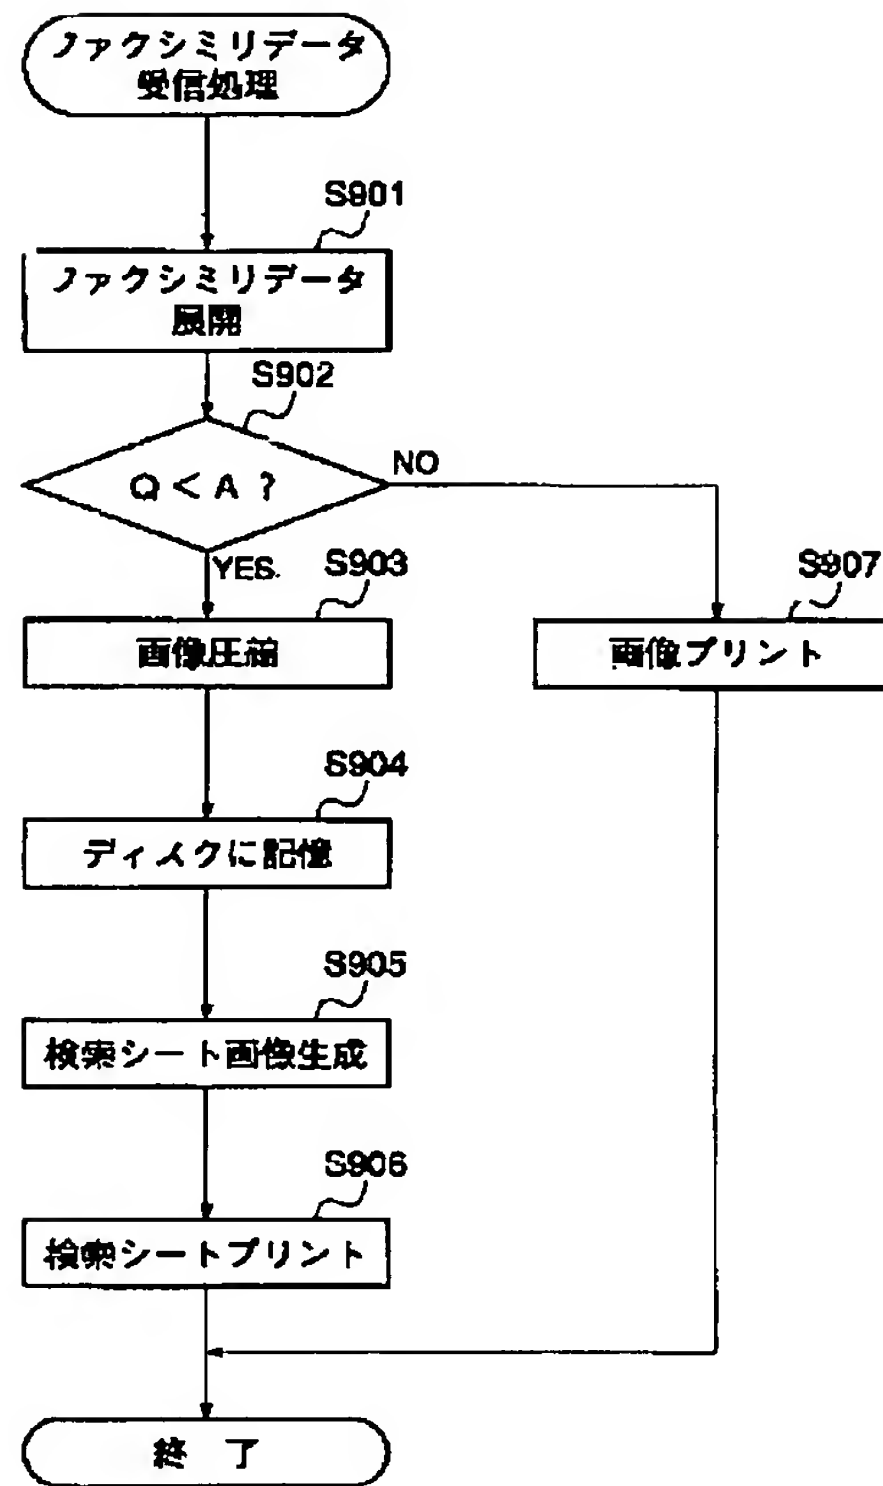 ファクシミリデータ
受信処理
S901
ファクシミリデータ
展開
S902
Q < A ?
NO
YES
S903
画像圧縮
S907
画像プリント
S904
ディスクに記憶
S905
検索シート画像生成
S906
検索シートプリント
終 了